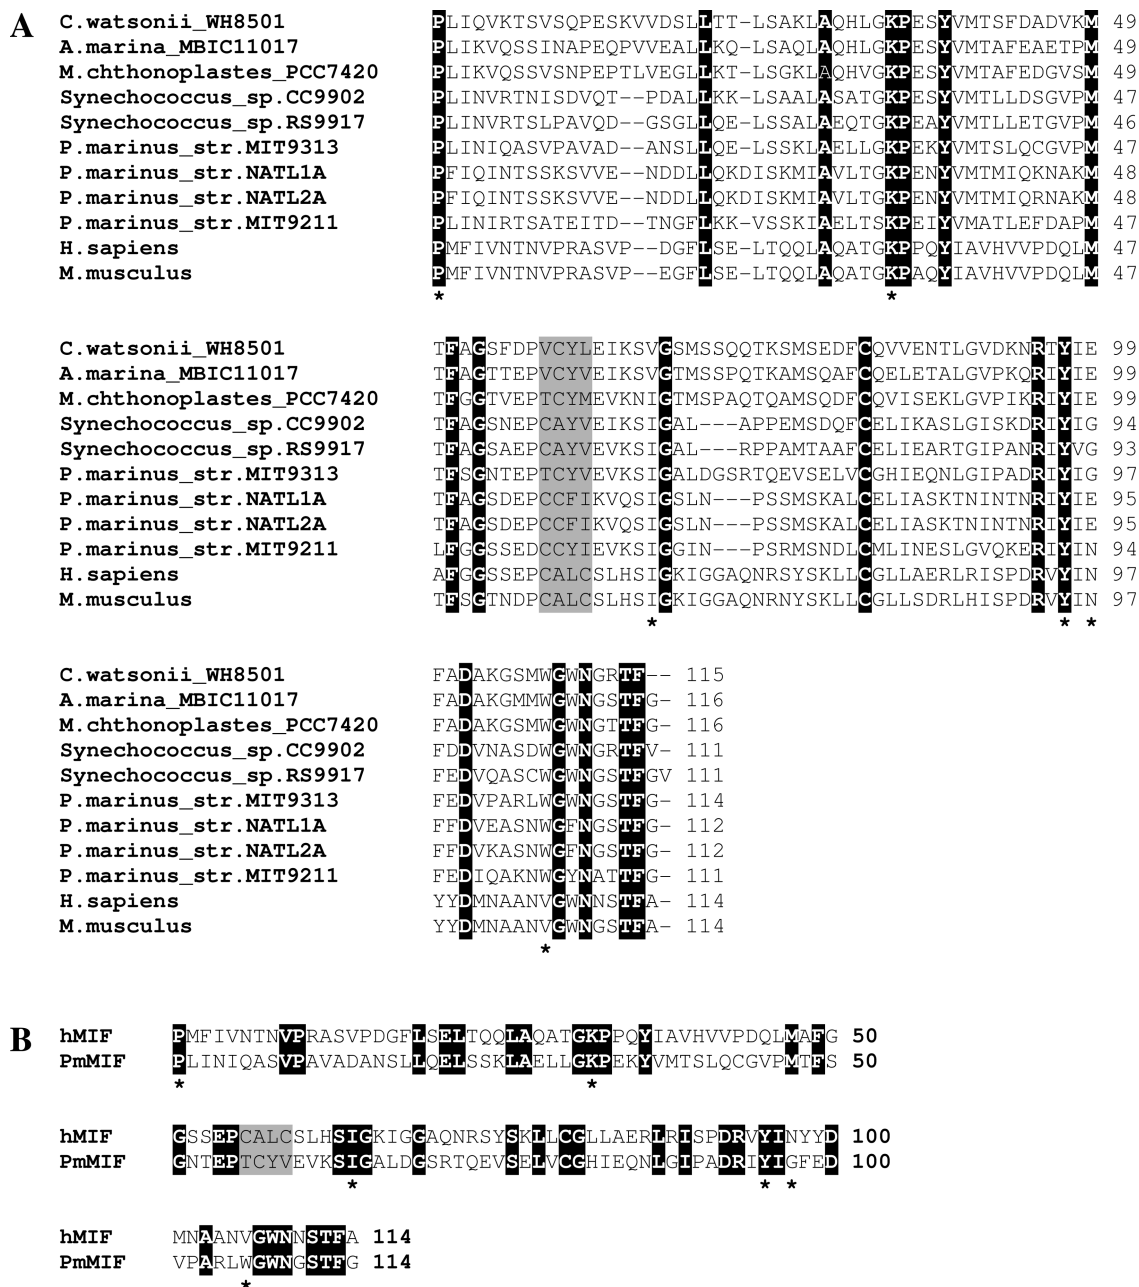 A
C.watsonii_WH8501 PLIQVKTSVSQPESKVVDSLLTT-LSAKLAQHLGKPESYVMTSFDADVKM 49
A.marina_MBIC11017 PLIKVQSSINAPEQPVVEALLKQ-LSAQLAQHLGKPESYVMTAFEAETPM 49
M.chthonoplastes_PCC7420 PLIKVQSSVSNPEPTLVEGLLKT-LSGKLAQHVGKPESYVMTAFEDGVSM 49
Synechococcus_sp.CC9902 PLINVRTNISDVQT--PDALLKK-LSAALASATGKPESYVMTLLDSGVPM 47
Synechococcus_sp.RS9917 PLINVRTSLPAVQD--GSGLLQE-LSSALAEQTGKPEAYVMTLLETGVPM 46
P.marinus_str.MIT9313 PLINIQASVPAVAD--ANSLLQE-LSSKLAELLGKPEKYVMTSLQCGVPM 47
P.marinus_str.NATL1A PFIQINTSSKSVVE--NDDLLQKDISKMIAVLTGKPENYVMTMIQKNAKM 48
P.marinus_str.NATL2A PFIQINTSSKSVVE--NDDLLQKDISKMIAVLTGKPENYVMTMIQRNAKM 48
P.marinus_str.MIT9211 PLINIRTSATEITD--TNGFLKK-VSSKIAELTSKPEIYVMATLEFDAPM 47
H.sapiens PMFIVNTNVPRASVP--DGFLSE-LTQQLAQATGKPPQYIAVHVVPDQLM 47
M.musculus PMFIVNTNVPRASVP--EGFLSE-LTQQLAQATGKPAQYIAVHVVPDQLM 47
* *
C.watsonii_WH8501 TFAGSFDPVCYLEIKSVGSMSSQQTKSMSEDFCQVVENTLGVDKNRTYIE 99
A.marina_MBIC11017 TFAGTTEPVCYVEIKSVGTMSSPQTKAMSQAFCQELETALGVPKQRIYIE 99
M.chthonoplastes_PCC7420 TFGGTVEPTCYMEVKNIGTMSPAQTQAMSQDFCQVISEKLGVPIKRIYIE 99
Synechococcus_sp.CC9902 TFAGSNEPCAYVEIKSIGAL---APPEMSDQFCELIKASLGISKDRIYIG 94
Synechococcus_sp.RS9917 TFAGSAEPCAYVEVKSIGAL---RPPAMTAAFCELIEARTGIPANRIYVG 93
P.marinus_str.MIT9313 TFSGNTEPTCYVEVKSIGALDGSRTQEVSELVCGHIEQNLGIPADRIYIG 97
P.marinus_str.NATL1A TFAGSDEPCCFIKVQSIGSLN---PSSMSKALCELIASKTNINTNRIYIE 95
P.marinus_str.NATL2A TFAGSDEPCCFIKVQSIGSLN---PSSMSKALCELIASKTNINTNRIYIE 95
P.marinus_str.MIT9211 LFGGSSEDCCYIEVKSIGGIN---PSRMSNDLCMLINESLGVQKERIYIN 94
H.sapiens AFGGSSEPCALCSLHSIGKIGGAQNRSYSKLLCGLLAERLRISPDRVYIN 97
M.musculus TFSGTNDPCALCSLHSIGKIGGAQNRNYSKLLCGLLSDRLHISPDRVYIN 97
* * *
C.watsonii_WH8501 FADAKGSMWGWNGRTF-- 115
A.marina_MBIC11017 FADAKGMMWGWNGSTFG- 116
M.chthonoplastes_PCC7420 FADAKGSMWGWNGTTFG- 116
Synechococcus_sp.CC9902 FDDVNASDWGWNGRTFV- 111
Synechococcus_sp.RS9917 FEDVQASCWGWNGSTFGV 111
P.marinus_str.MIT9313 FEDVPARLWGWNGSTFG- 114
P.marinus_str.NATL1A FFDVEASNWGFNGSTFG- 112
P.marinus_str.NATL2A FFDVKASNWGFNGSTFG- 112
P.marinus_str.MIT9211 FEDIQAKNWGYNATTFG- 111
H.sapiens YYDMNAANVGWNNSTFA- 114
M.musculus YYDMNAANVGWNGSTFA- 114
*
B
hMIF PMFIVNTNVPRASVPDGFLSELTQQLAQATGKPPQYIAVHVVPDQLMAFG 50
PmMIF PLINIQASVPAVADANSLLQELSSKLAELLGKPEKYVMTSLQCGVPMTFS 50
* *
hMIF GSSEPCALCSLHSIGKIGGAQNRSYSKLLCGLLAERLRISPDRVYINYYD 100
PmMIF GNTEPTCYVEVKSIGALDGSRTQEVSELVCGHIEQNLGIPADRIYIGFED 100
* * *
hMIF MNAANVGWNNSTFA 114
PmMIF VPARLWGWNGSTFG 114
*